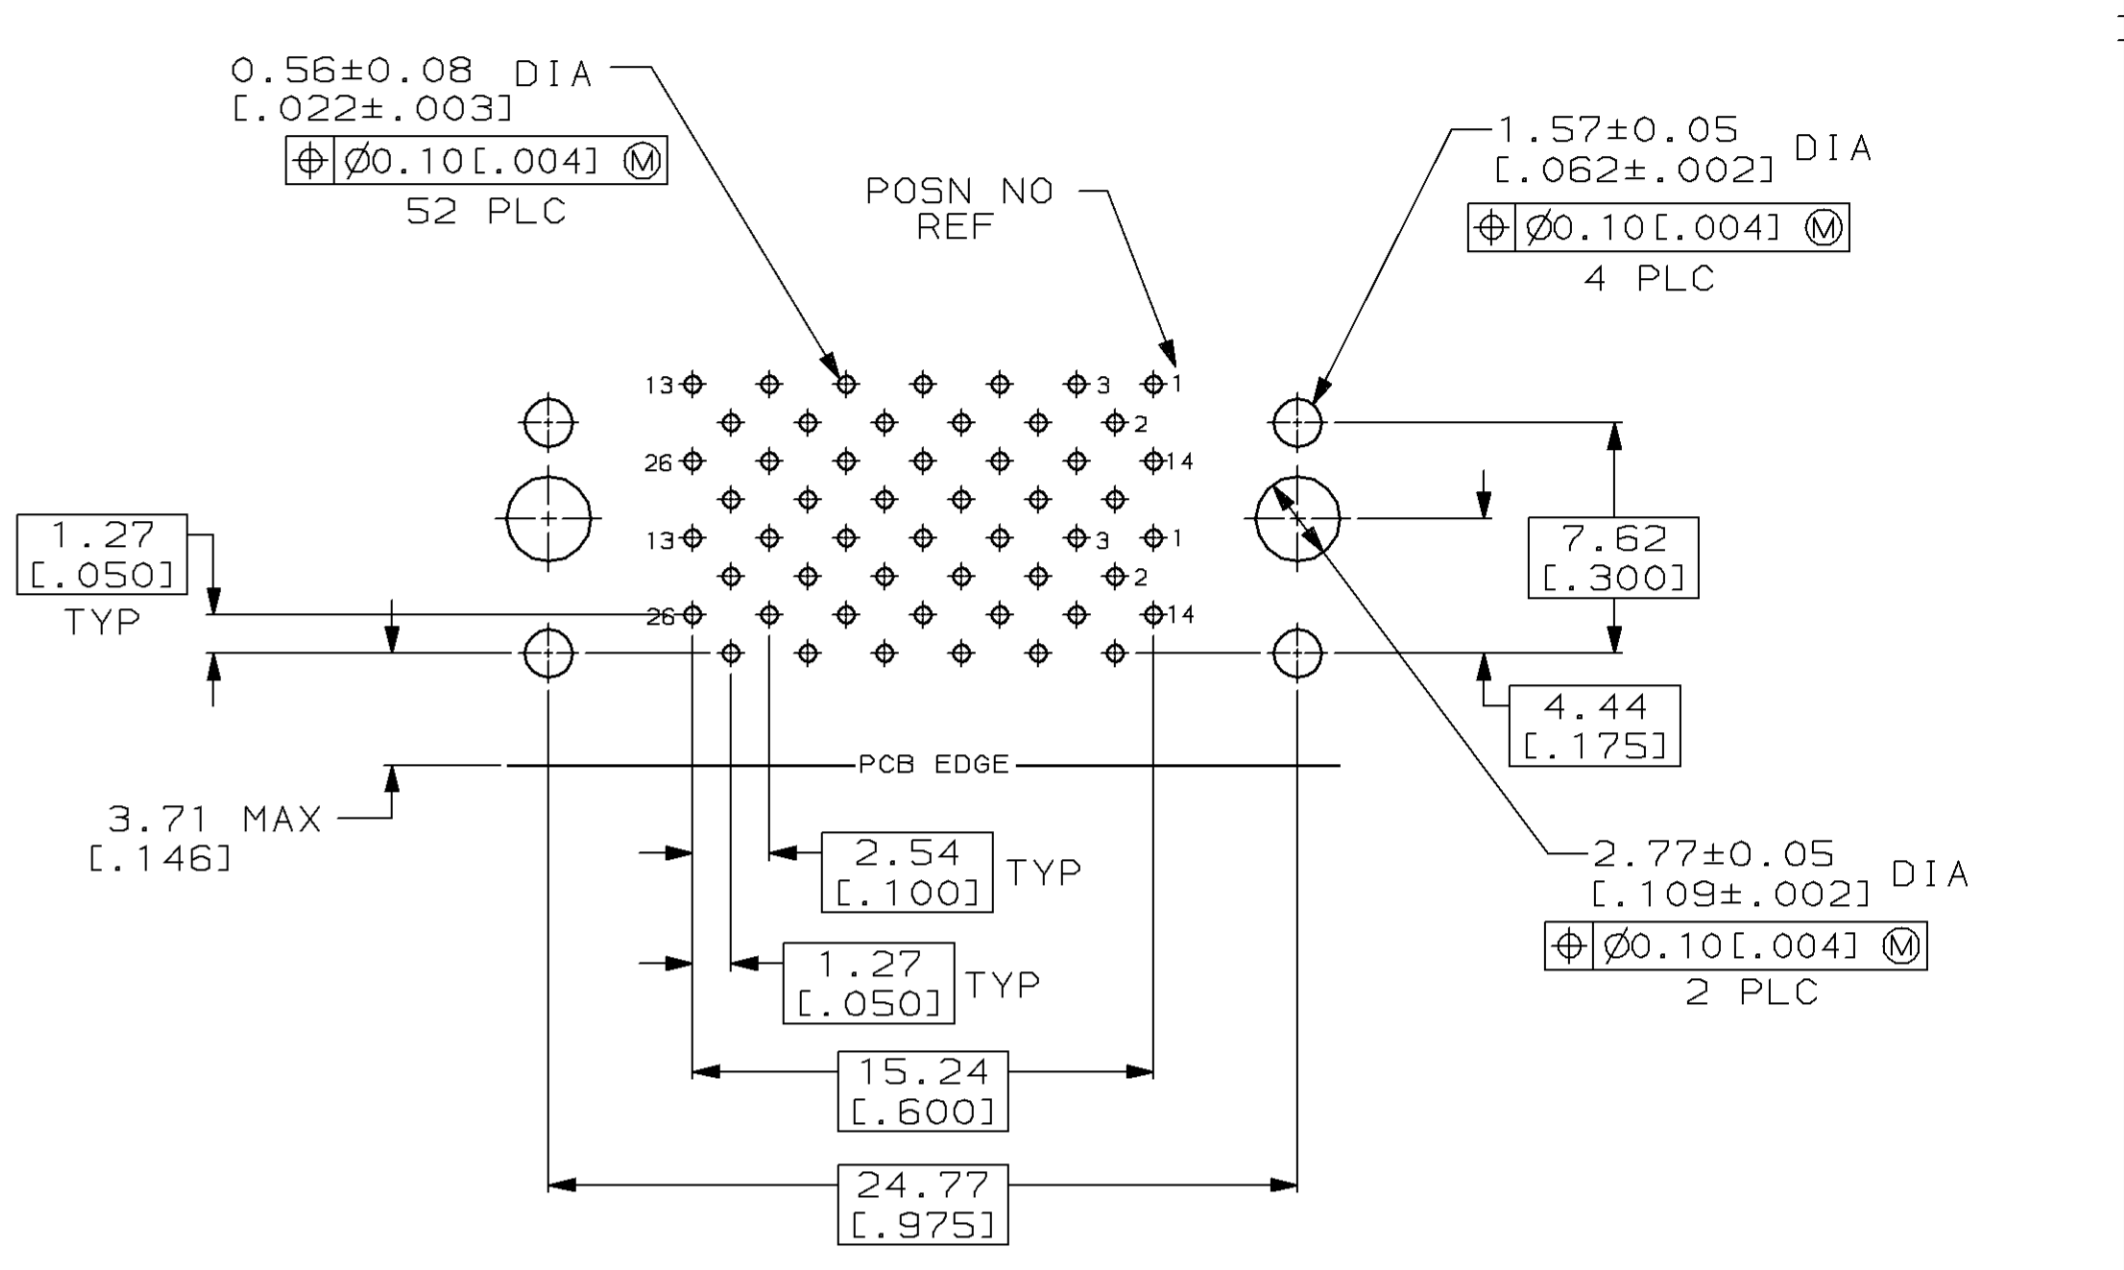 0.56±0.08 DIA
[.022±.003]
⌖ Ø0.10[.004] Ⓜ
52 PLC
POSN NO
REF
1.57±0.05 DIA
[.062±.002]
⌖ Ø0.10[.004] Ⓜ
4 PLC
13 3 1
2
26 14
13 3 1
2
26 14
1.27
[.050]
TYP
7.62
[.300]
4.44
[.175]
PCB EDGE
3.71 MAX
[.146]
2.54 TYP
[.100]
2.77±0.05 DIA
[.109±.002]
⌖ Ø0.10[.004] Ⓜ
2 PLC
1.27 TYP
[.050]
15.24
[.600]
24.77
[.975]